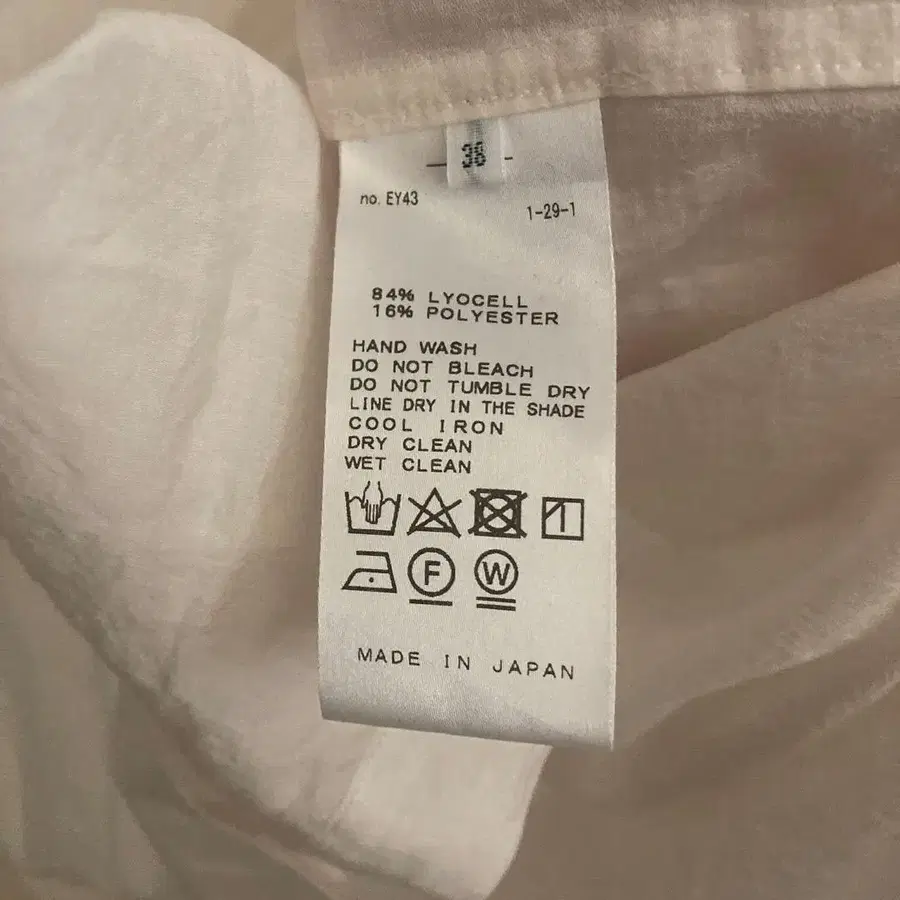 38
no. EY43
1-29-1
84% LYOCELL
16% POLYESTER
HAND WASH
DO NOT BLEACH
DO NOT TUMBLE DRY
LINE DRY IN THE SHADE
COOL IRON
DRY CLEAN
WET CLEAN
F W
MADE IN JAPAN